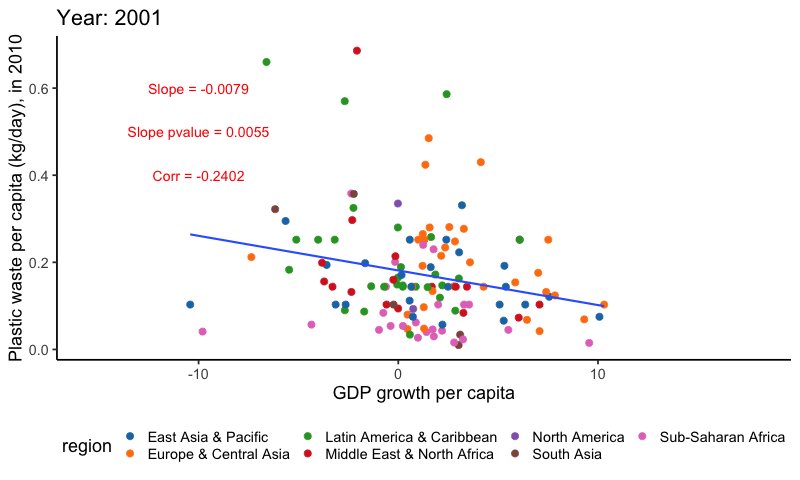 Year: 2001
Plastic waste per capita (kg/day), in 2010
0.6
0.4
0.2
0.0
Slope = -0.0079
Slope pvalue = 0.0055
Corr = -0.2402
-10 0 10
GDP growth per capita
region
East Asia & Pacific Latin America & Caribbean North America Sub-Saharan Africa
Europe & Central Asia Middle East & North Africa South Asia